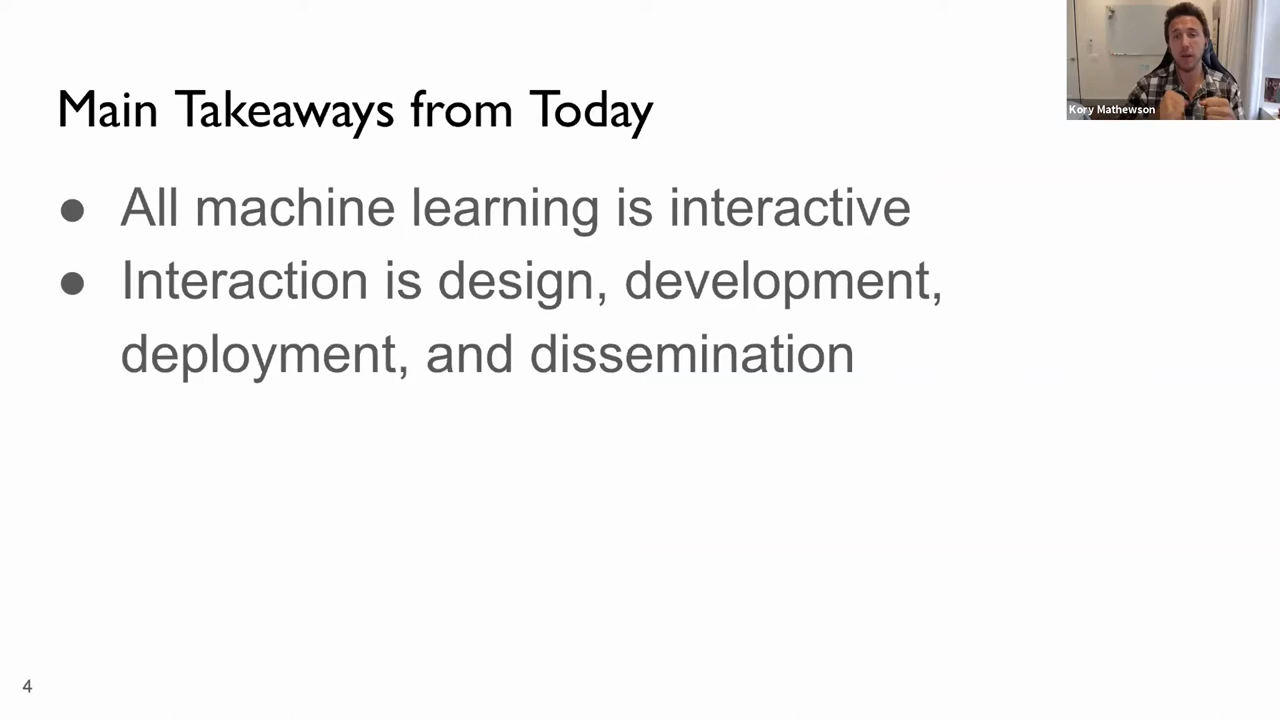 Main Takeaways from Today
Kory Mathewson
● All machine learning is interactive
● Interaction is design, development,
deployment, and dissemination
4